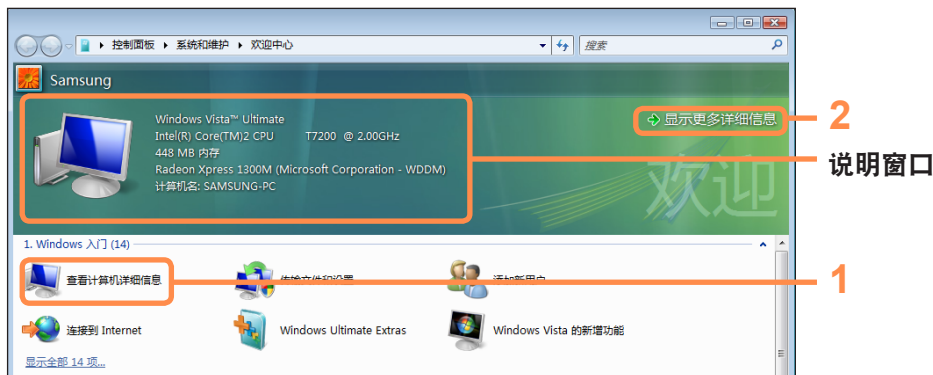 控制面板 ▸ 系统和维护 ▸ 欢迎中心
搜索
Samsung
Windows Vista™ Ultimate
Intel(R) Core(TM)2 CPU T7200 @ 2.00GHz
448 MB 内存
Radeon Xpress 1300M (Microsoft Corporation - WDDM)
计算机名: SAMSUNG-PC
显示更多详细信息
2
说明窗口
欢迎
1. Windows 入门 (14)
查看计算机详细信息
传输文件和设置
添加新用户
1
连接到 Internet
Windows Ultimate Extras
Windows Vista 的新增功能
显示全部 14 项...